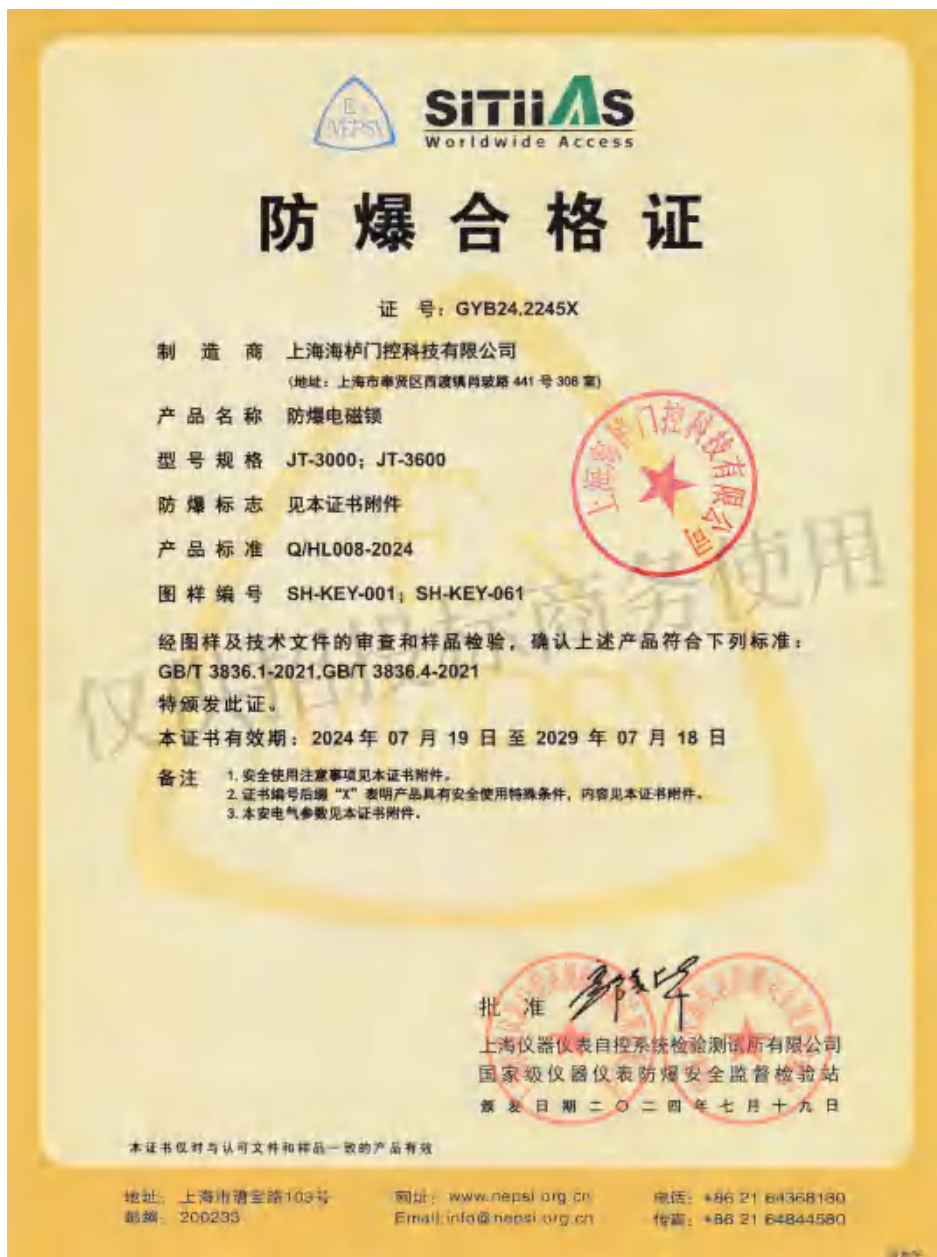 E x
NEPSI
SiTiiAS
Worldwide Access
防爆合格证
证 号：GYB24.2245X
制造商 上海海栌门控科技有限公司
(地址：上海市奉贤区西渡镇肖玻路 441 号 308 室)
产品名称 防爆电磁锁
上海海栌门控科技有限公司
型号规格 JT-3000；JT-3600
防爆标志 见本证书附件
产品标准 Q/HL008-2024
图样编号 SH-KEY-001；SH-KEY-061
经图样及技术文件的审查和样品检验，确认上述产品符合下列标准：
GB/T 3836.1-2021,GB/T 3836.4-2021
特颁发此证。
本证书有效期：2024 年 07 月 19 日 至 2029 年 07 月 18 日
备注 1. 安全使用注意事项见本证书附件。
2. 证书编号后缀“X”表明产品具有安全使用特殊条件，内容见本证书附件。
3. 本安电气参数见本证书附件。
批 准
上海仪器仪表自控系统检验测试所有限公司
国家级仪器仪表防爆安全监督检验站
颁发日期二〇二四年七月十九日
本证书仅对与认可文件和样品一致的产品有效
地址：上海市漕宝路103号 网址：www.nepsi.org.cn 电话：+86 21 64368180
邮编：200233 Email:info@nepsi.org.cn 传真：+86 21 64844580